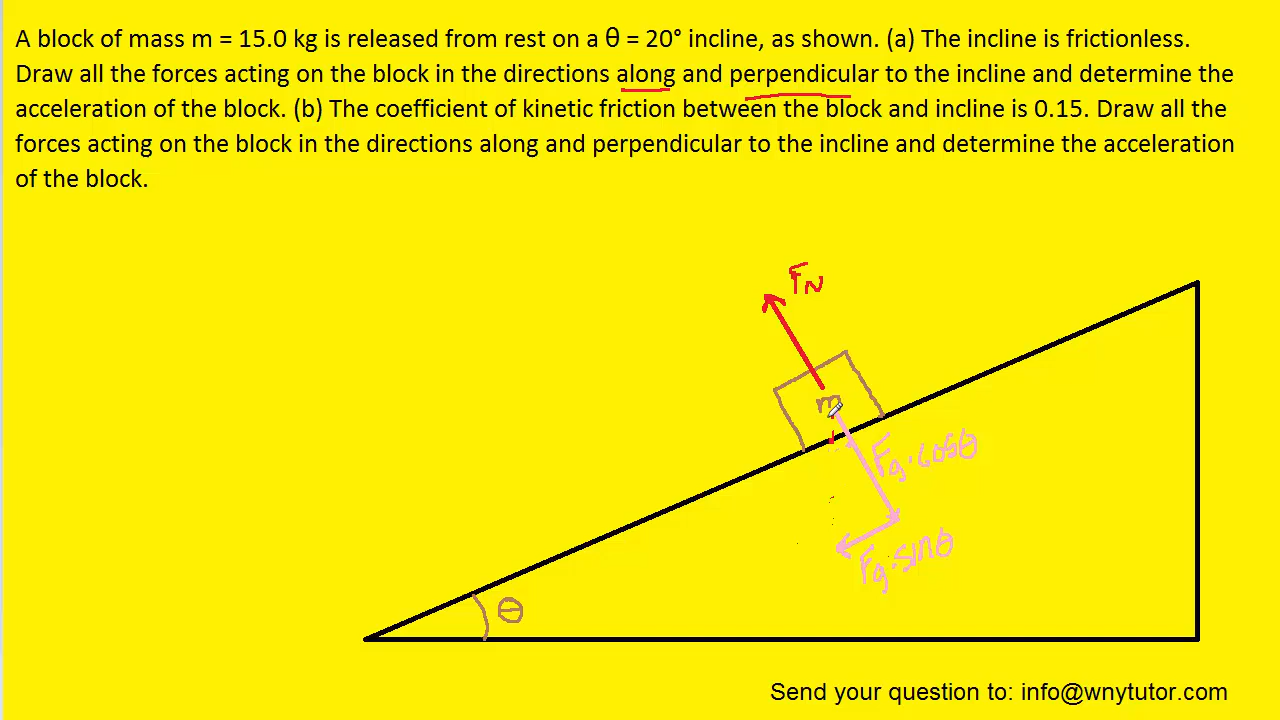 A block of mass m = 15.0 kg is released from rest on a θ = 20° incline, as shown. (a) The incline is frictionless.
Draw all the forces acting on the block in the directions along and perpendicular to the incline and determine the
acceleration of the block. (b) The coefficient of kinetic friction between the block and incline is 0.15. Draw all the
forces acting on the block in the directions along and perpendicular to the incline and determine the acceleration
of the block.
FN
m
Fg·cosθ
Fg·sinθ
θ
Send your question to: info@wnytutor.com